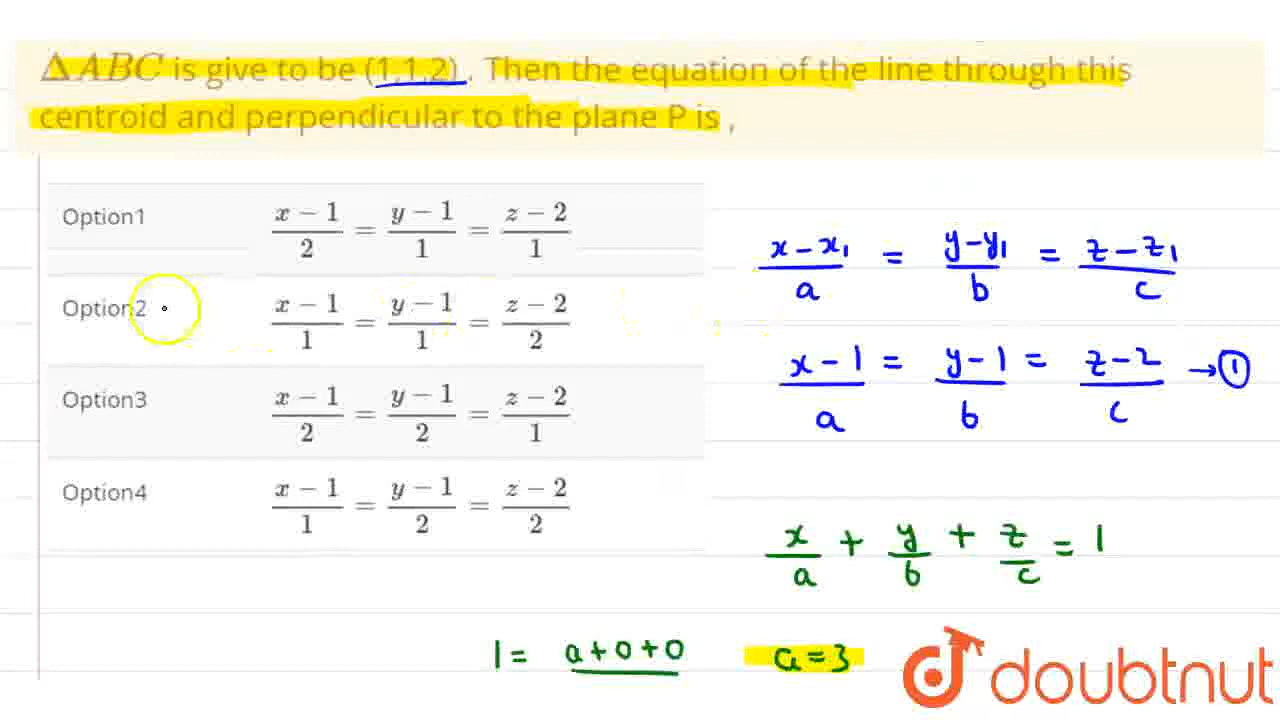 ΔABC is give to be (1,1,2) . Then the equation of the line through this
centroid and perpendicular to the plane P is ,
Option1 (x − 1)/2 = (y − 1)/1 = (z − 2)/1
Option2 (x − 1)/1 = (y − 1)/1 = (z − 2)/2
Option3 (x − 1)/2 = (y − 1)/2 = (z − 2)/1
Option4 (x − 1)/1 = (y − 1)/2 = (z − 2)/2
(x − x₁)/a = (y − y₁)/b = (z − z₁)/c
(x − 1)/a = (y − 1)/b = (z − 2)/c → ①
x/a + y/b + z/c = 1
1 = a + 0 + 0
a = 3
doubtnut